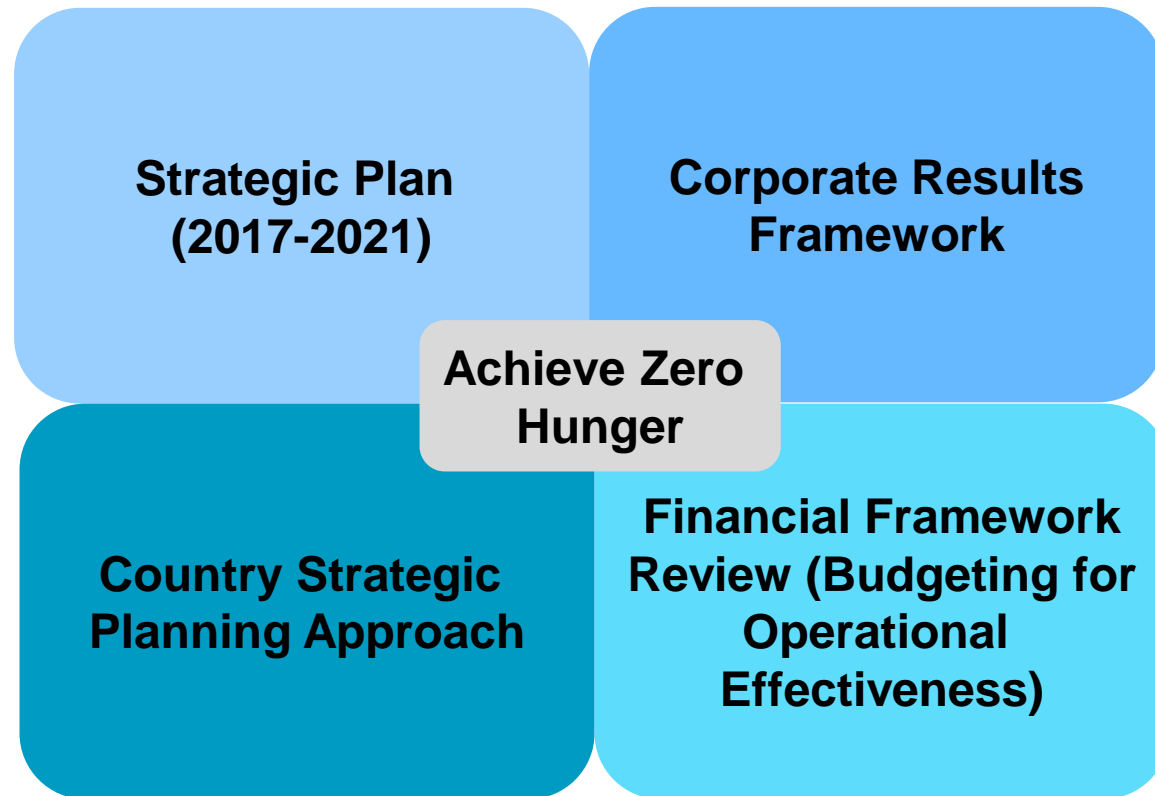 Strategic Plan
(2017-2021)
Corporate Results
Framework
Achieve Zero
Hunger
Country Strategic
Planning Approach
Financial Framework
Review (Budgeting for
Operational
Effectiveness)